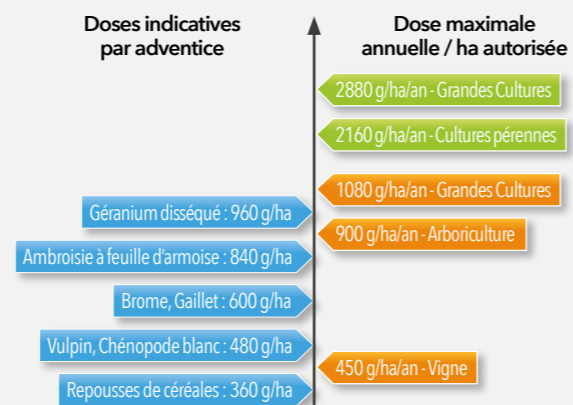 Doses indicatives
par adventice
Dose maximale
annuelle / ha autorisée
2880 g/ha/an - Grandes Cultures
2160 g/ha/an - Cultures pérennes
1080 g/ha/an - Grandes Cultures
Géranium disséqué : 960 g/ha
900 g/ha/an - Arboriculture
Ambroisie à feuille d'armoise : 840 g/ha
Brome, Gaillet : 600 g/ha
Vulpin, Chénopode blanc : 480 g/ha
450 g/ha/an - Vigne
Repousses de céréales : 360 g/ha